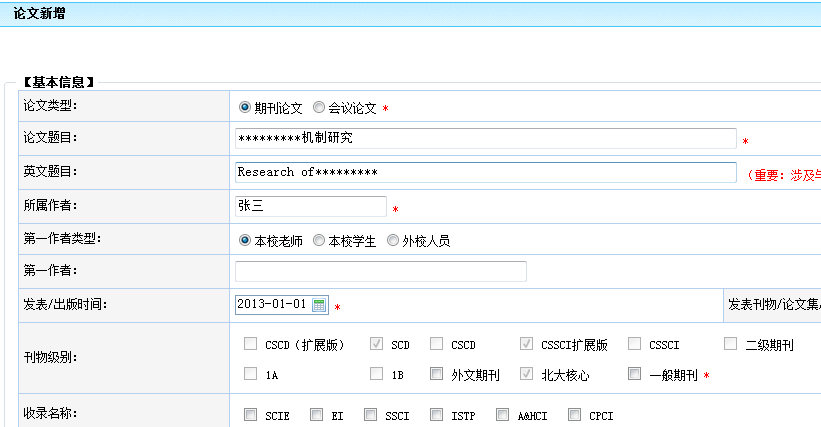 论文新增
【基本信息】
论文类型： 期刊论文 会议论文 *
论文题目： *********机制研究 *
英文题目： Research of********* （重要：涉及与
所属作者： 张三 *
第一作者类型： 本校老师 本校学生 外校人员
第一作者：
发表/出版时间： 2013-01-01 * 发表刊物/论文集
刊物级别： CSCD（扩展版） SCD CSCD CSSCI扩展版 CSSCI 二级期刊
1A 1B 外文期刊 北大核心 一般期刊 *
收录名称： SCIE EI SSCI ISTP A&HCI CPCI